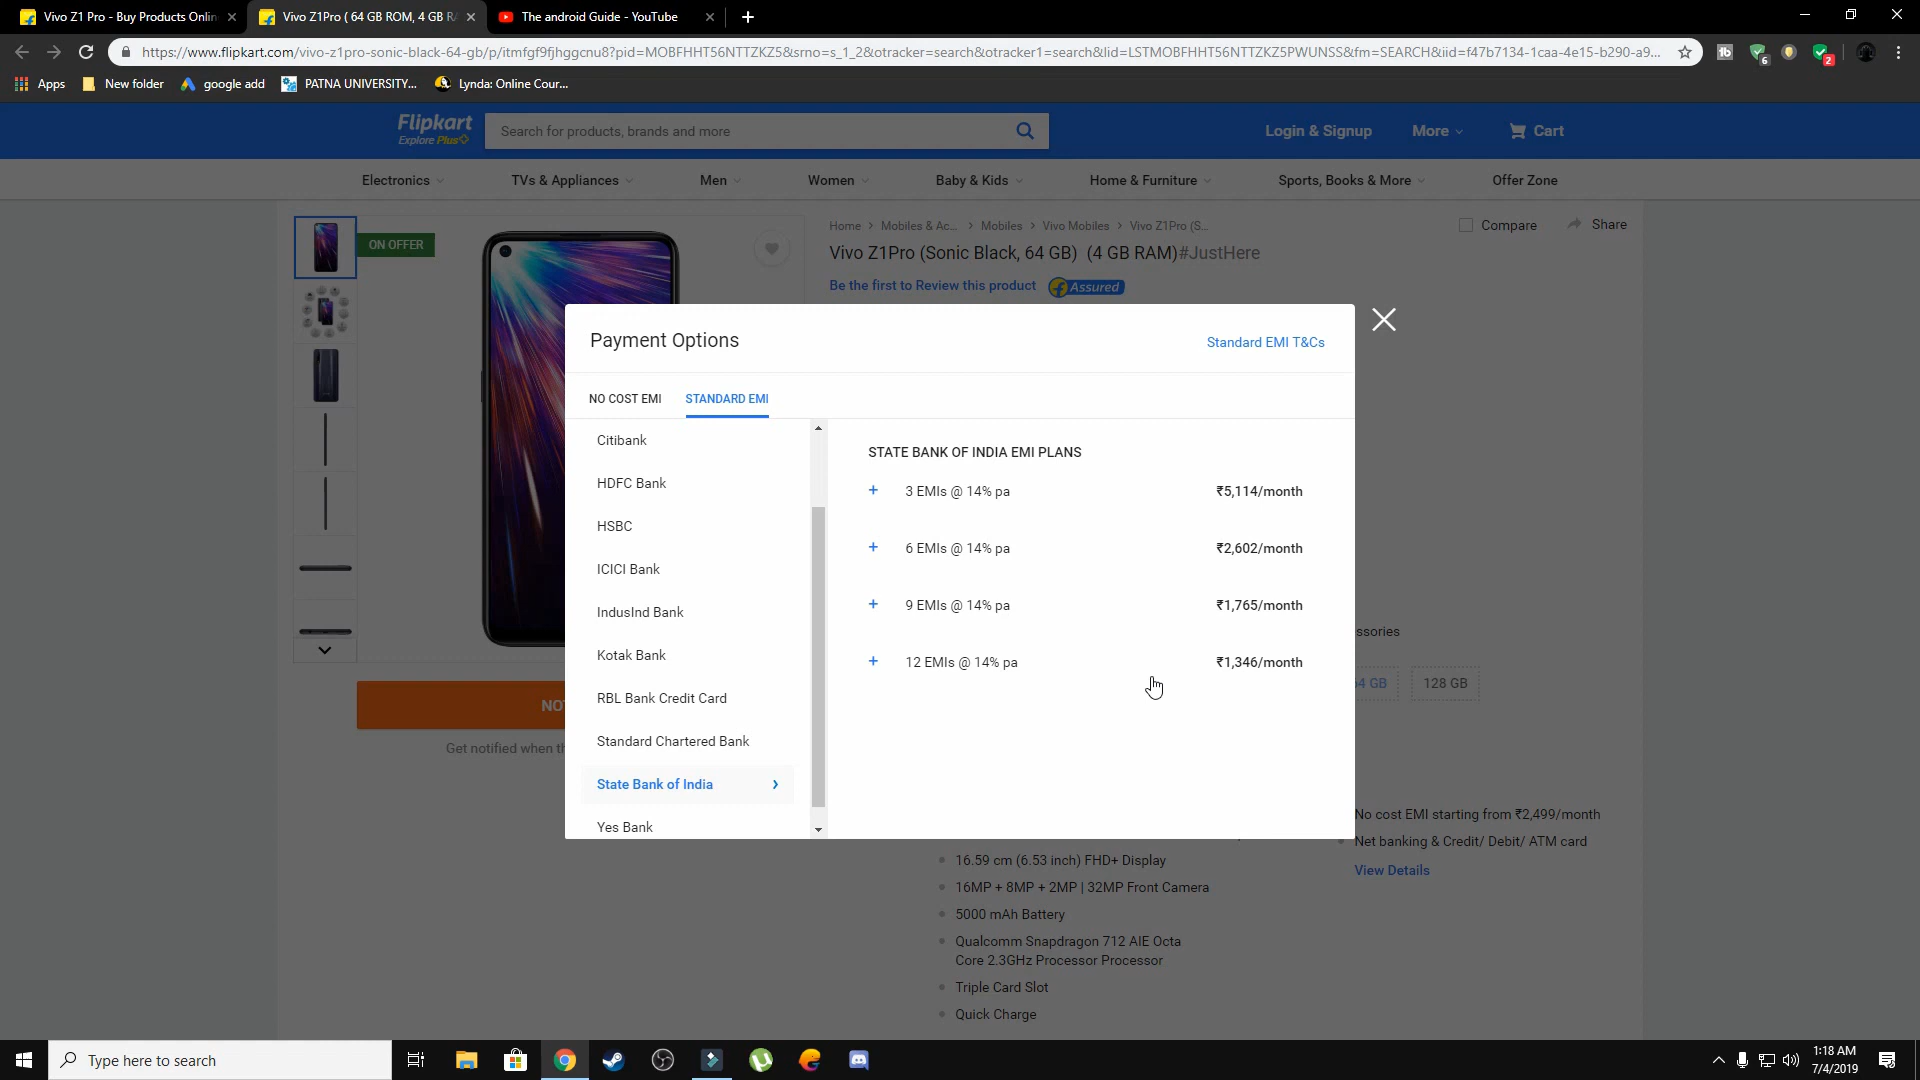 Vivo Z1 Pro - Buy Products Onlin
Vivo Z1Pro ( 64 GB ROM, 4 GB RA
The android Guide - YouTube
https://www.flipkart.com/vivo-z1pro-sonic-black-64-gb/p/itmfgf9fjhggcnu8?pid=MOBFHHT56NTTZKZ5&srno=s_1_2&otracker=search&otracker1=search&lid=LSTMOBFHHT56NTTZKZ5PWUNSS&fm=SEARCH&iid=f47b7134-1caa-4e15-b290-a9...
6
2
Apps
New folder
google add
PATNA UNIVERSITY...
Lynda: Online Cour...
Flipkart
Explore Plus
Search for products, brands and more
Login & Signup
More
Cart
Electronics
TVs & Appliances
Men
Women
Baby & Kids
Home & Furniture
Sports, Books & More
Offer Zone
ON OFFER
Home > Mobiles & Ac... > Mobiles > Vivo Mobiles > Vivo Z1Pro (S...
Compare
Share
Vivo Z1Pro (Sonic Black, 64 GB) (4 GB RAM)#JustHere
Be the first to Review this product
Assured
Payment Options
Standard EMI T&Cs
NO COST EMI
STANDARD EMI
Citibank
HDFC Bank
HSBC
ICICI Bank
IndusInd Bank
Kotak Bank
RBL Bank Credit Card
Standard Chartered Bank
State Bank of India
Yes Bank
STATE BANK OF INDIA EMI PLANS
+ 3 EMIs @ 14% pa ₹5,114/month
+ 6 EMIs @ 14% pa ₹2,602/month
+ 9 EMIs @ 14% pa ₹1,765/month
+ 12 EMIs @ 14% pa ₹1,346/month
ssories
64 GB
128 GB
NO
Get notified when th
No cost EMI starting from ₹2,499/month
Net banking & Credit/ Debit/ ATM card
View Details
16.59 cm (6.53 inch) FHD+ Display
16MP + 8MP + 2MP | 32MP Front Camera
5000 mAh Battery
Qualcomm Snapdragon 712 AIE Octa
Core 2.3GHz Processor Processor
Triple Card Slot
Quick Charge
Type here to search
1:18 AM
7/4/2019